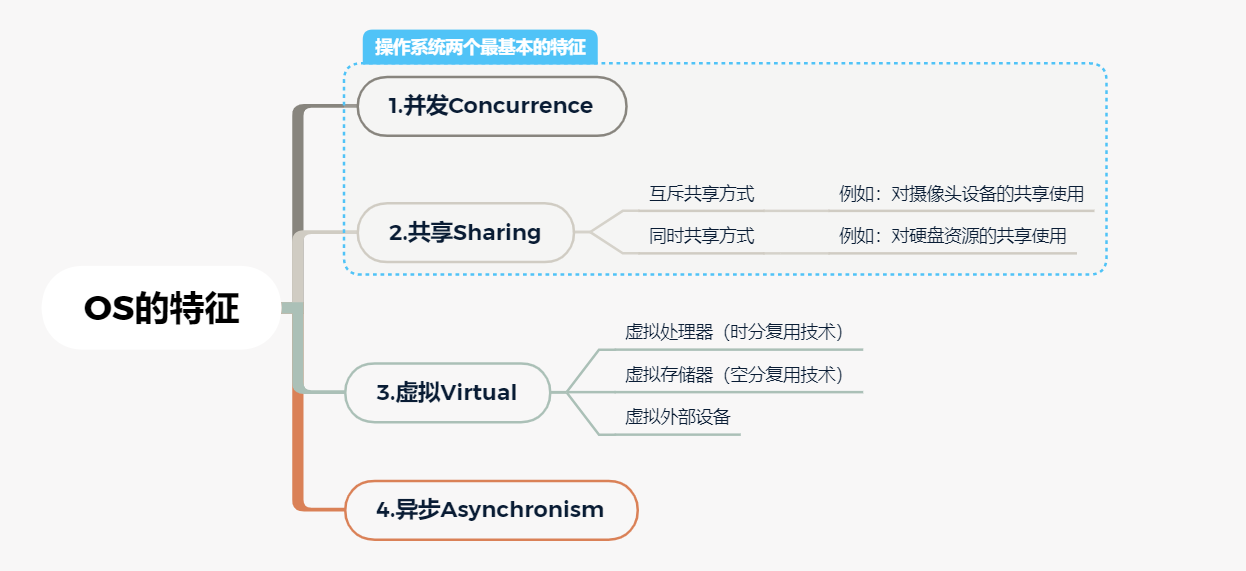 操作系统两个最基本的特征
1.并发Concurrence
互斥共享方式
例如：对摄像头设备的共享使用
2.共享Sharing
同时共享方式
例如：对硬盘资源的共享使用
OS的特征
虚拟处理器（时分复用技术）
虚拟存储器（空分复用技术）
3.虚拟Virtual
虚拟外部设备
4.异步Asynchronism